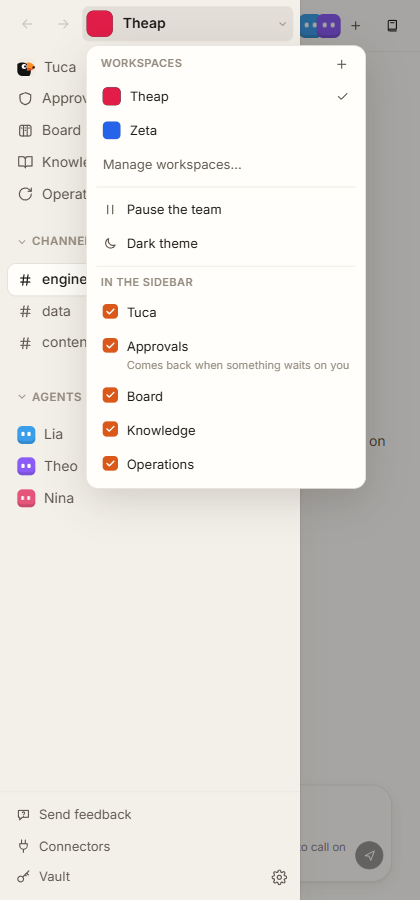 Theap
WORKSPACES
Theap
Zeta
Manage workspaces...
Pause the team
Dark theme
IN THE SIDEBAR
Tuca
Approvals
Comes back when something waits on you
Board
Knowledge
Operations
Tuca
Board
CHANNE
# engine
# data
# conten
AGENTS
Lia
Theo
Nina
on
to call on
Send feedback
Connectors
Vault